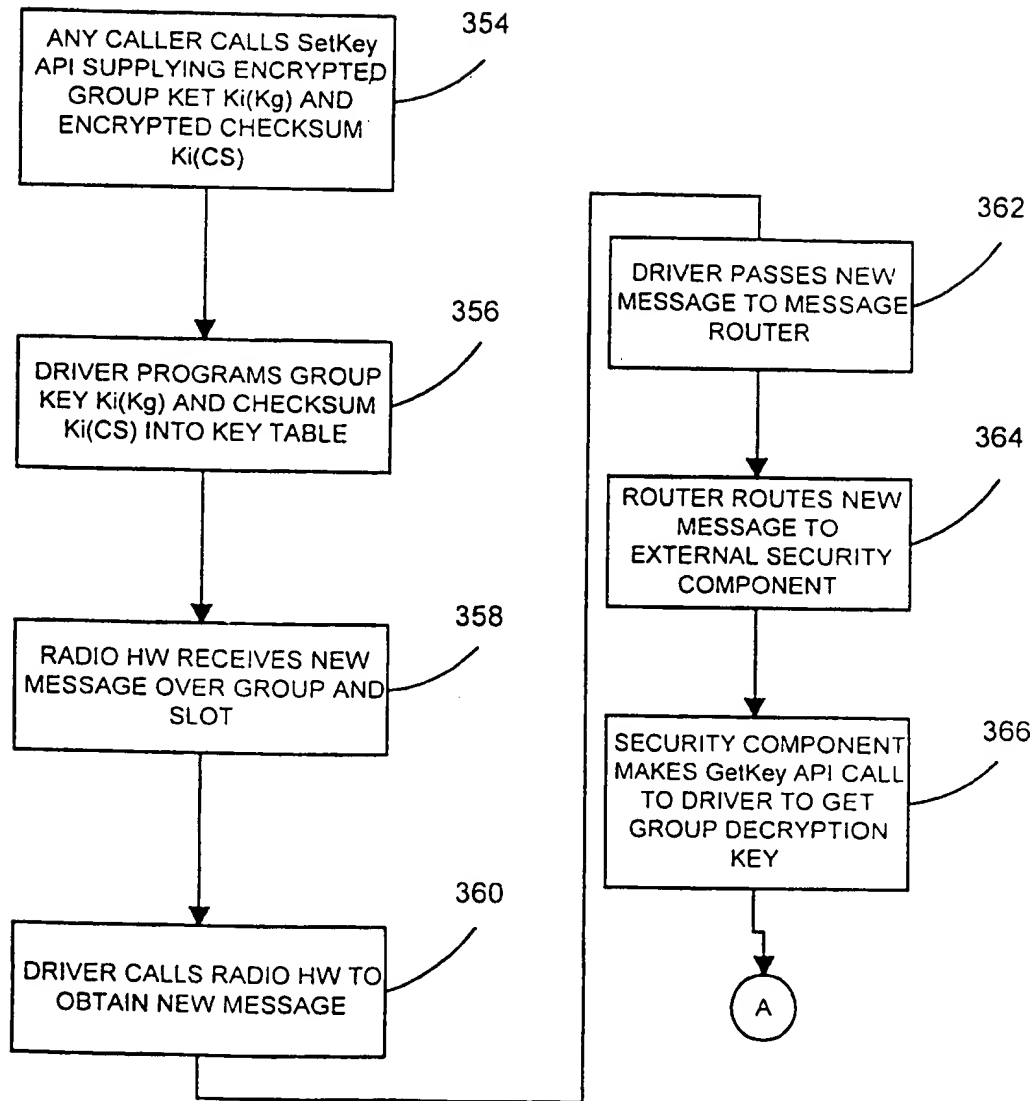 354
ANY CALLER CALLS SetKey
API SUPPLYING ENCRYPTED
GROUP KET Ki(Kg) AND
ENCRYPTED CHECKSUM
Ki(CS)
356
DRIVER PROGRAMS GROUP
KEY Ki(Kg) AND CHECKSUM
Ki(CS) INTO KEY TABLE
358
RADIO HW RECEIVES NEW
MESSAGE OVER GROUP AND
SLOT
360
DRIVER CALLS RADIO HW TO
OBTAIN NEW MESSAGE
362
DRIVER PASSES NEW
MESSAGE TO MESSAGE
ROUTER
364
ROUTER ROUTES NEW
MESSAGE TO
EXTERNAL SECURITY
COMPONENT
366
SECURITY COMPONENT
MAKES GetKey API CALL
TO DRIVER TO GET
GROUP DECRYPTION
KEY
A